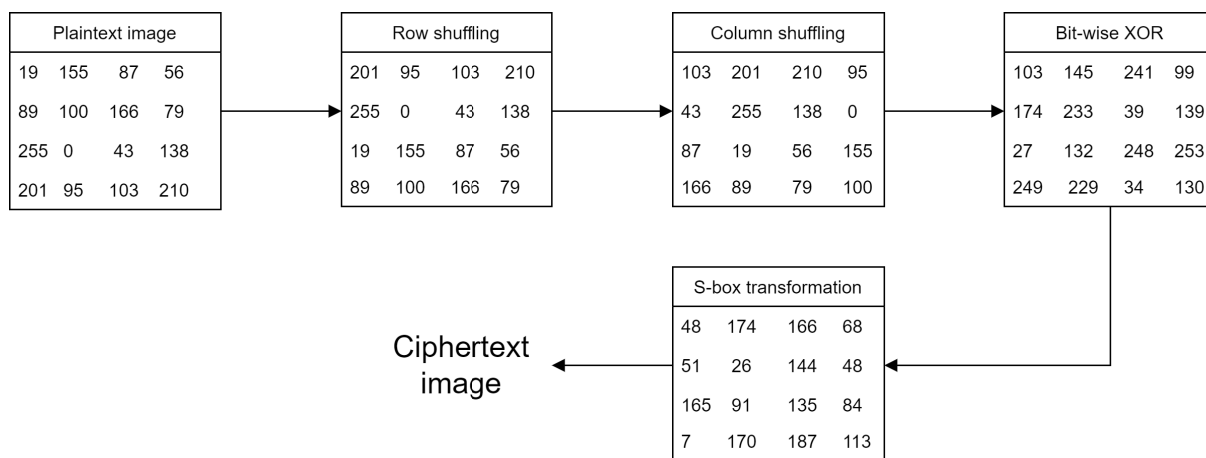 Plaintext image
19 155 87 56
89 100 166 79
255 0 43 138
201 95 103 210
Row shuffling
201 95 103 210
255 0 43 138
19 155 87 56
89 100 166 79
Column shuffling
103 201 210 95
43 255 138 0
87 19 56 155
166 89 79 100
Bit-wise XOR
103 145 241 99
174 233 39 139
27 132 248 253
249 229 34 130
S-box transformation
48 174 166 68
51 26 144 48
165 91 135 84
7 170 187 113
Ciphertext
image